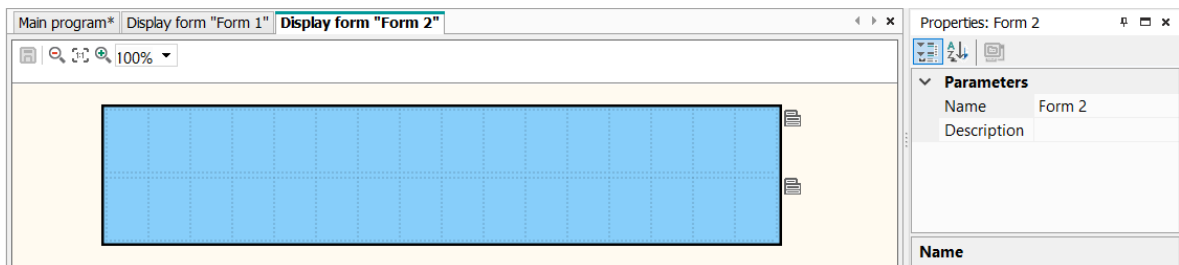 Main program* Display form "Form 1" Display form "Form 2"
100%
Properties: Form 2
Parameters
Name Form 2
Description
Name